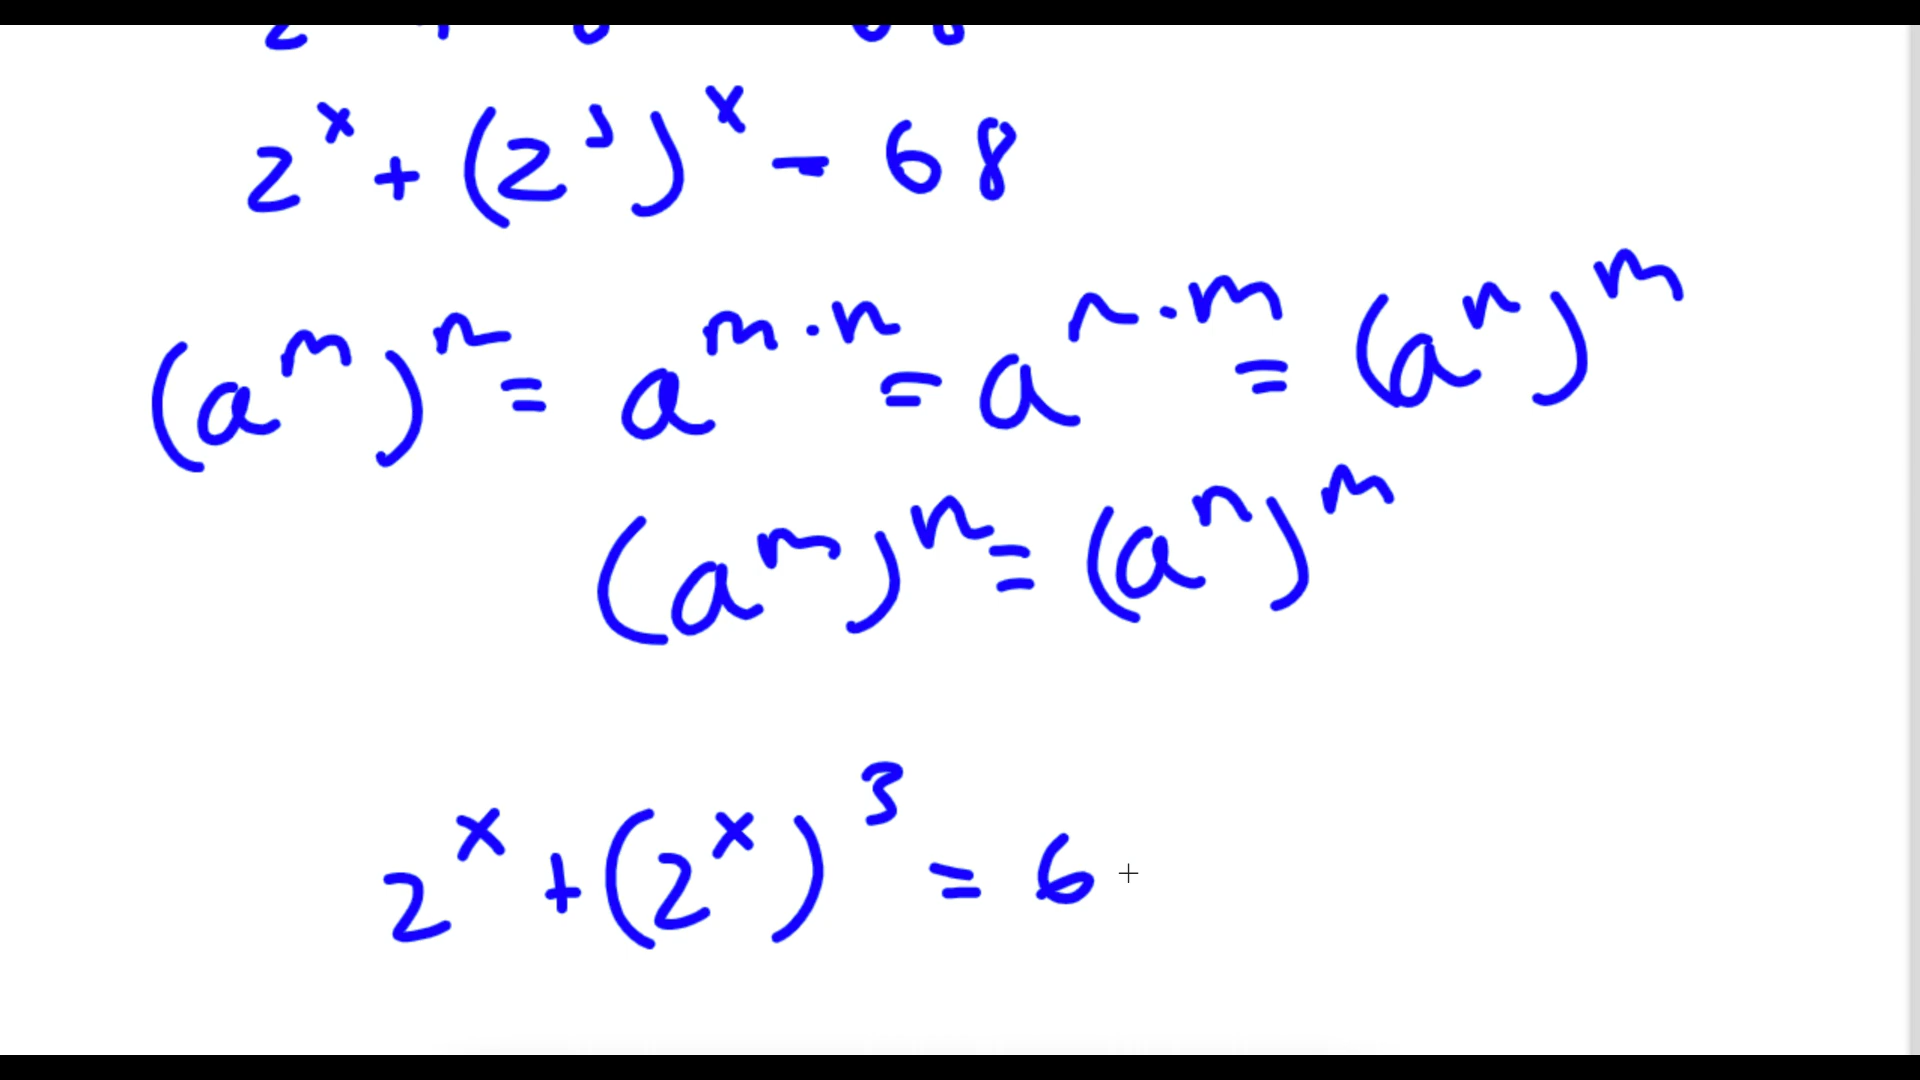 2^x + (2^3)^x = 68
(a^m)^n = a^{m·n} = a^{n·m} = (a^n)^m
(a^m)^n = (a^n)^m
2^x + (2^x)^3 = 6